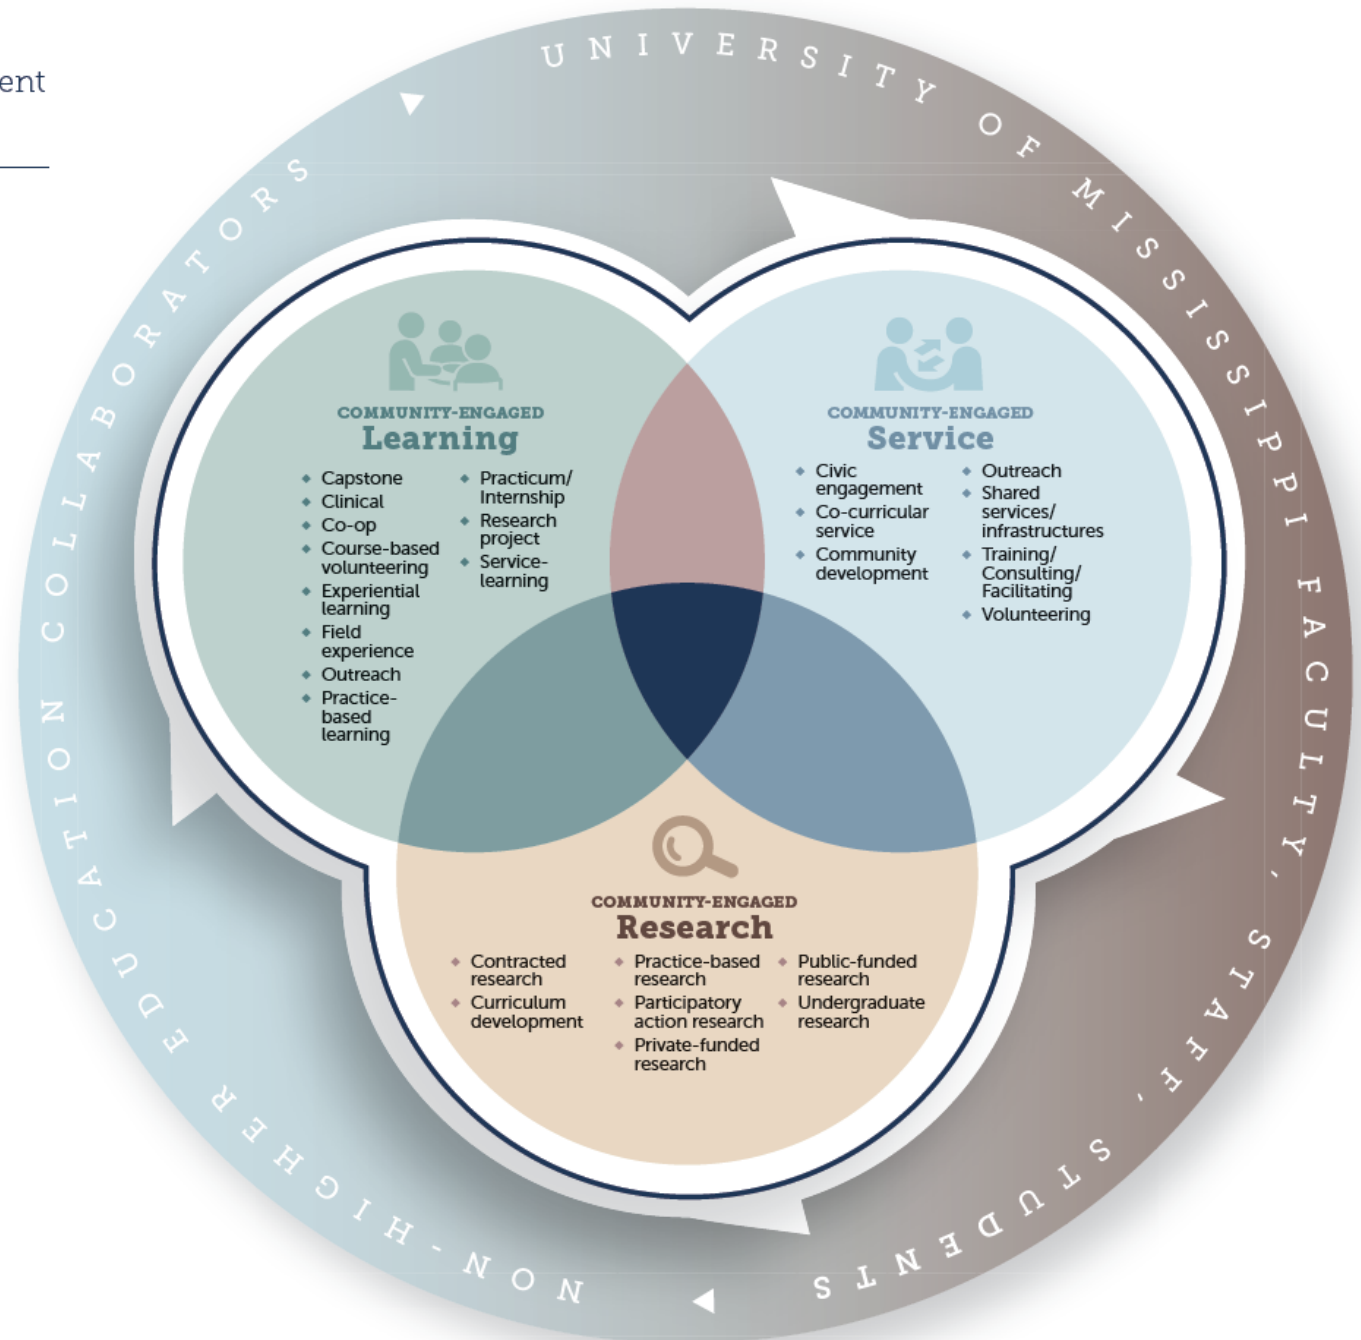 ent
UNIVERSITY OF MISSISSIPPI FACULTY, STAFF, STUDENTS
NON-HIGHER EDUCATION COLLABORATORS
COMMUNITY-ENGAGED
Learning
Capstone
Clinical
Co-op
Course-based
volunteering
Experiential
learning
Field
experience
Outreach
Practice-
based
learning
Practicum/
Internship
Research
project
Service-
learning
COMMUNITY-ENGAGED
Service
Civic
engagement
Co-curricular
service
Community
development
Outreach
Shared
services/
infrastructures
Training/
Consulting/
Facilitating
Volunteering
COMMUNITY-ENGAGED
Research
Contracted
research
Curriculum
development
Practice-based
research
Participatory
action research
Private-funded
research
Public-funded
research
Undergraduate
research